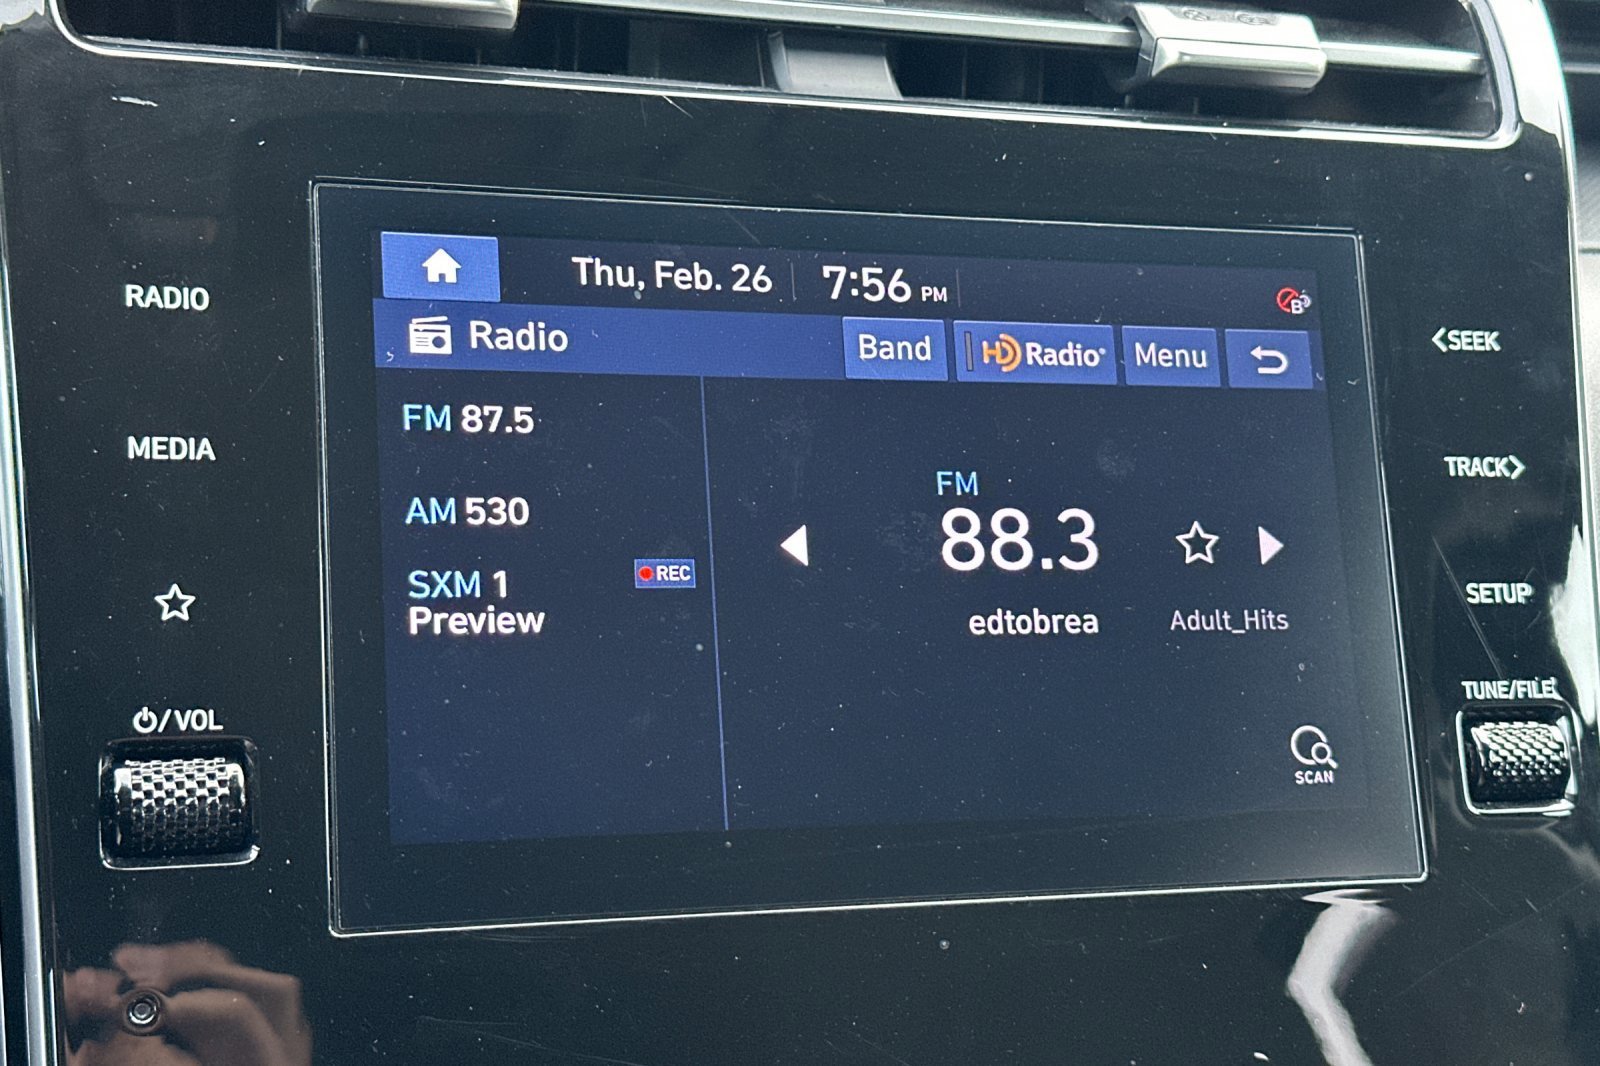 Thu, Feb. 26 7:56 PM
B
Radio Band HD Radio Menu
RADIO
MEDIA
/VOL
FM 87.5
AM 530
SXM 1 REC
Preview
FM
88.3
edtobrea Adult_Hits
SCAN
SEEK
TRACK
SETUP
TUNE/FILE